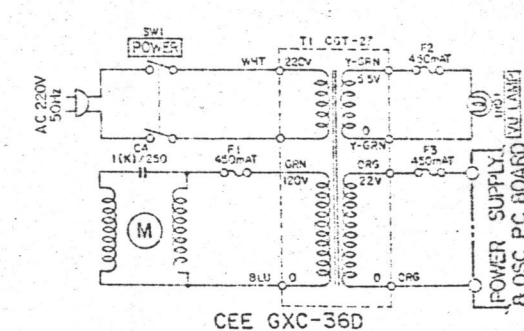 SW1
POWER
AC 220V
50Hz
WHT
220V
T1 CGT-27
Y-GRN
5.5V
0
Y-GRN
F2
450mAT
VU LAMP
C4
1(K)/250
F1
450mAT
GRN
120V
BLU
0
M
ORG
22V
0
ORG
F3
450mAT
POWER SUPPLY
& OSC PC BOARD
CEE GXC-36D